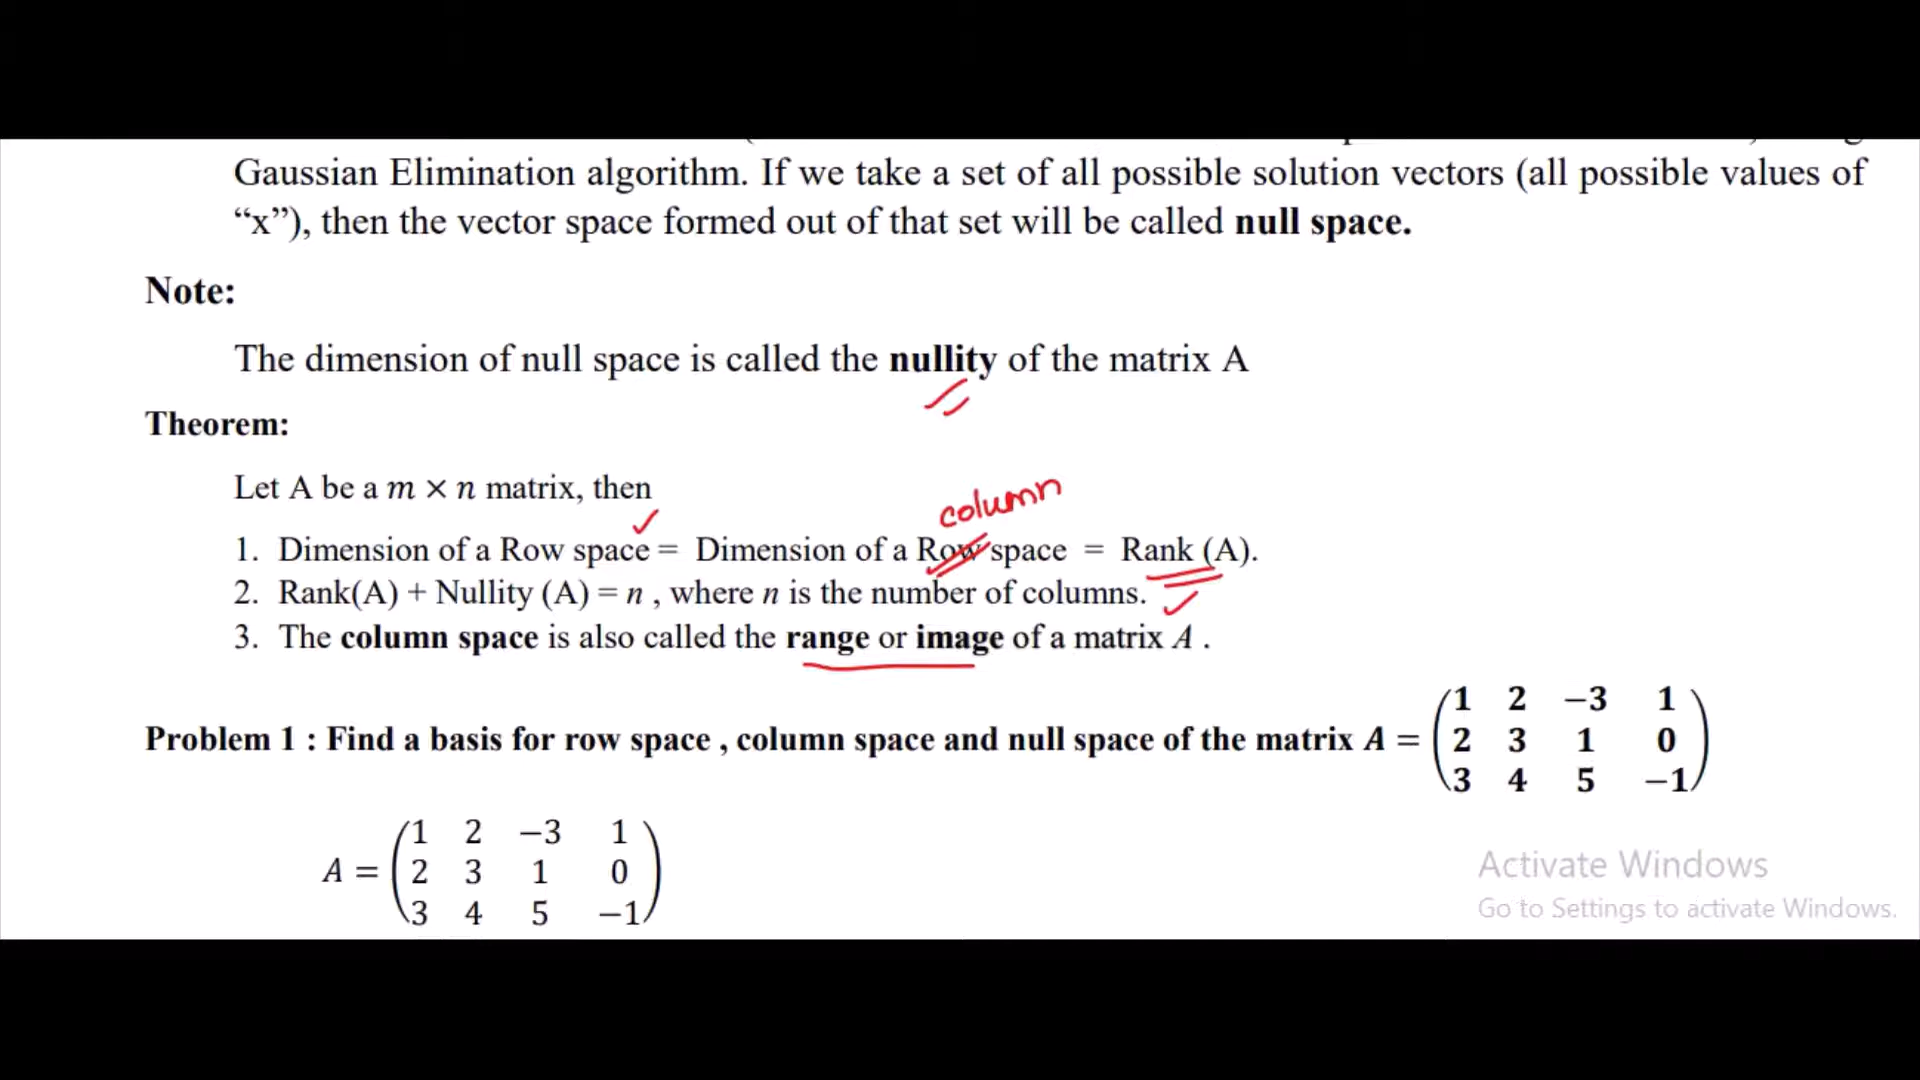 Gaussian Elimination algorithm. If we take a set of all possible solution vectors (all possible values of
“x”), then the vector space formed out of that set will be called null space.
Note:
The dimension of null space is called the nullity of the matrix A
Theorem:
Let A be a m × n matrix, then
column
1. Dimension of a Row space = Dimension of a Row space = Rank (A).
2. Rank(A) + Nullity (A) = n , where n is the number of columns.
3. The column space is also called the range or image of a matrix A .
Problem 1 : Find a basis for row space , column space and null space of the matrix A =
1 2 −3 1
2 3 1 0
3 4 5 −1
A =
1 2 −3 1
2 3 1 0
3 4 5 −1
Activate Windows
Go to Settings to activate Windows.